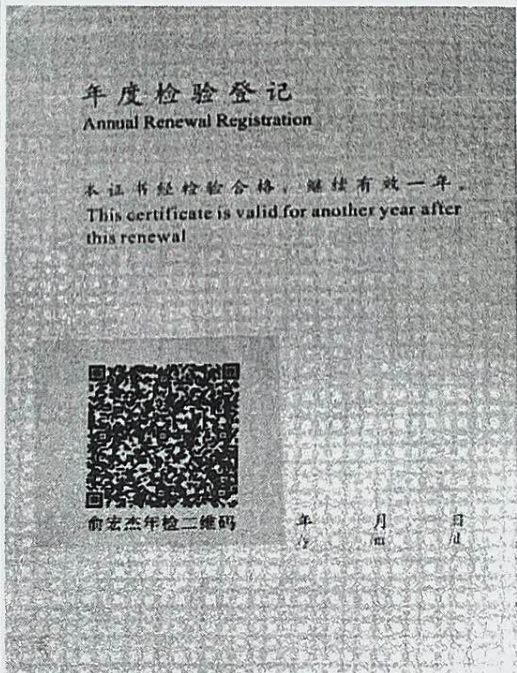 年度检验登记
Annual Renewal Registration
本证书经检验合格，继续有效一年。
This certificate is valid for another year after
this renewal
俞宏杰年检二维码
年 月 日
/y /m /d